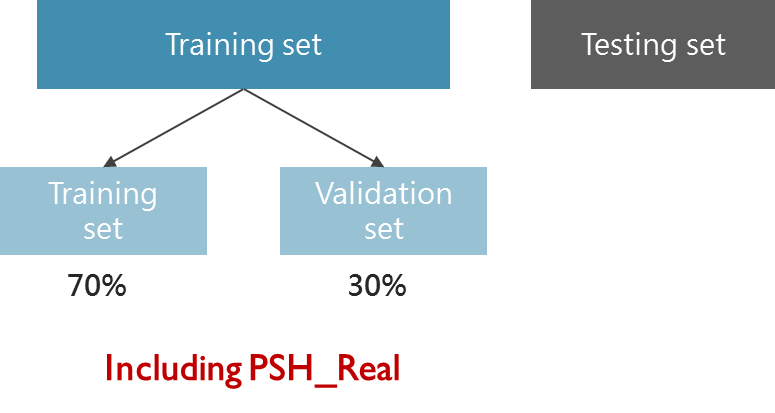 Training set
Testing set
Training
set
Validation
set
70%
30%
Including PSH_Real